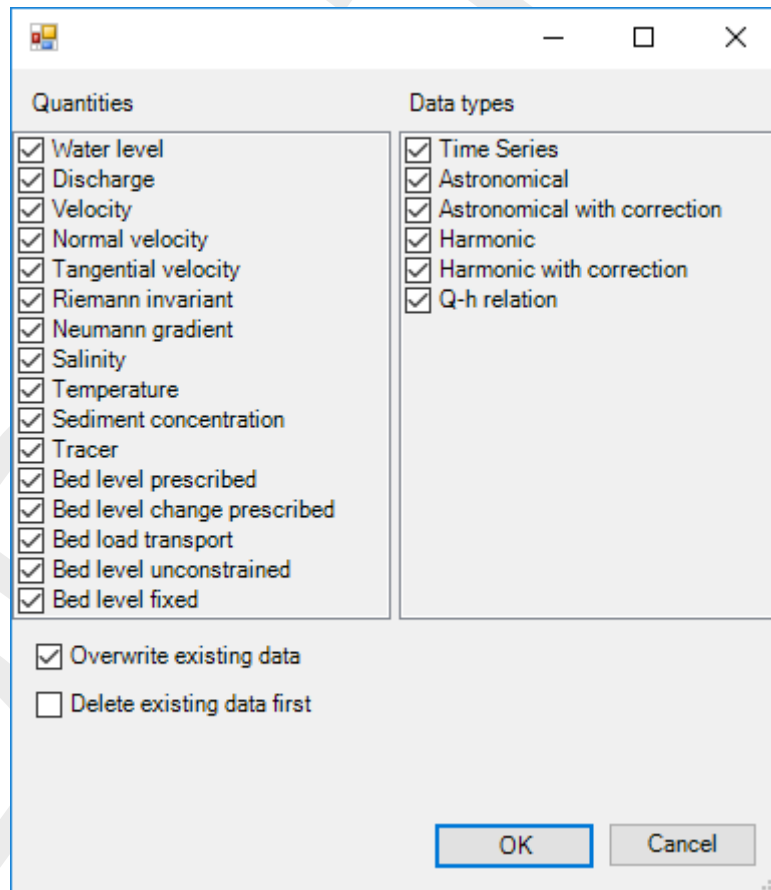 Quantities
Water level
Discharge
Velocity
Normal velocity
Tangential velocity
Riemann invariant
Neumann gradient
Salinity
Temperature
Sediment concentration
Tracer
Bed level prescribed
Bed level change prescribed
Bed load transport
Bed level unconstrained
Bed level fixed
Data types
Time Series
Astronomical
Astronomical with correction
Harmonic
Harmonic with correction
Q-h relation
Overwrite existing data
Delete existing data first
OK
Cancel